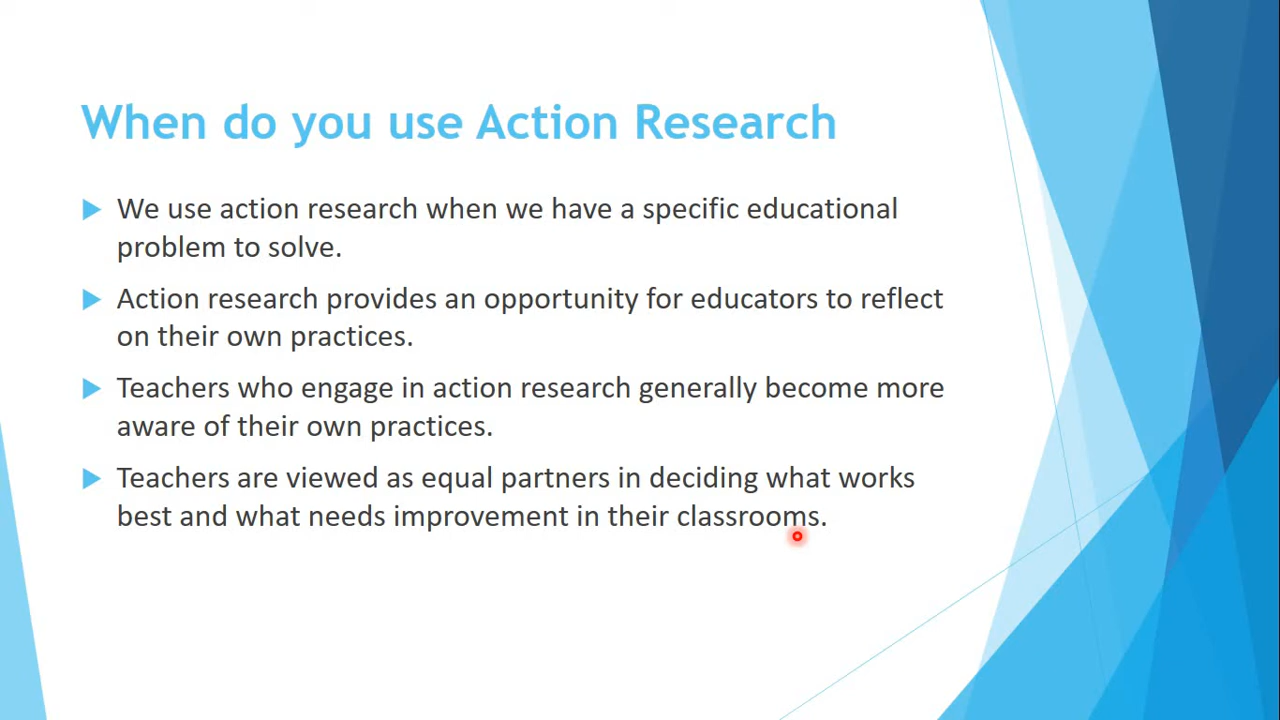 When do you use Action Research
We use action research when we have a specific educational
problem to solve.
Action research provides an opportunity for educators to reflect
on their own practices.
Teachers who engage in action research generally become more
aware of their own practices.
Teachers are viewed as equal partners in deciding what works
best and what needs improvement in their classrooms.